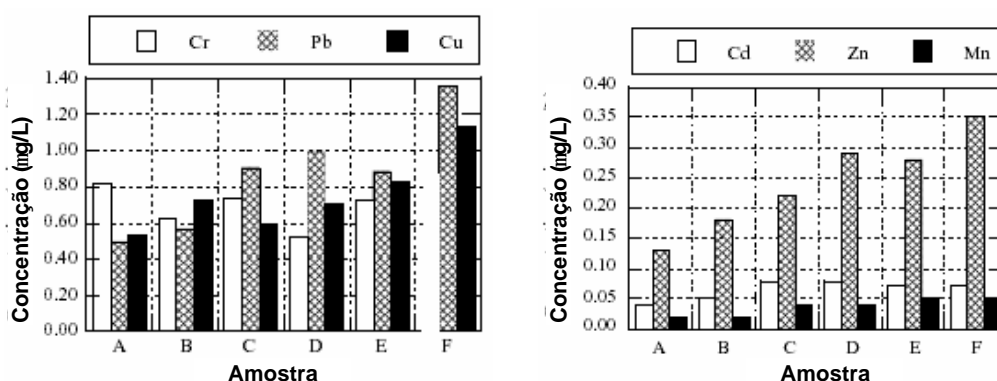 Cr Pb Cu
1.40
1.20
1.00
0.80
0.60
0.40
0.20
0.00
Concentração (mg/L)
A B C D E F
Amostra
Cd Zn Mn
0.40
0.35
0.30
0.25
0.20
0.15
0.10
0.05
0.00
Concentração (mg/L)
A B C D E F
Amostra